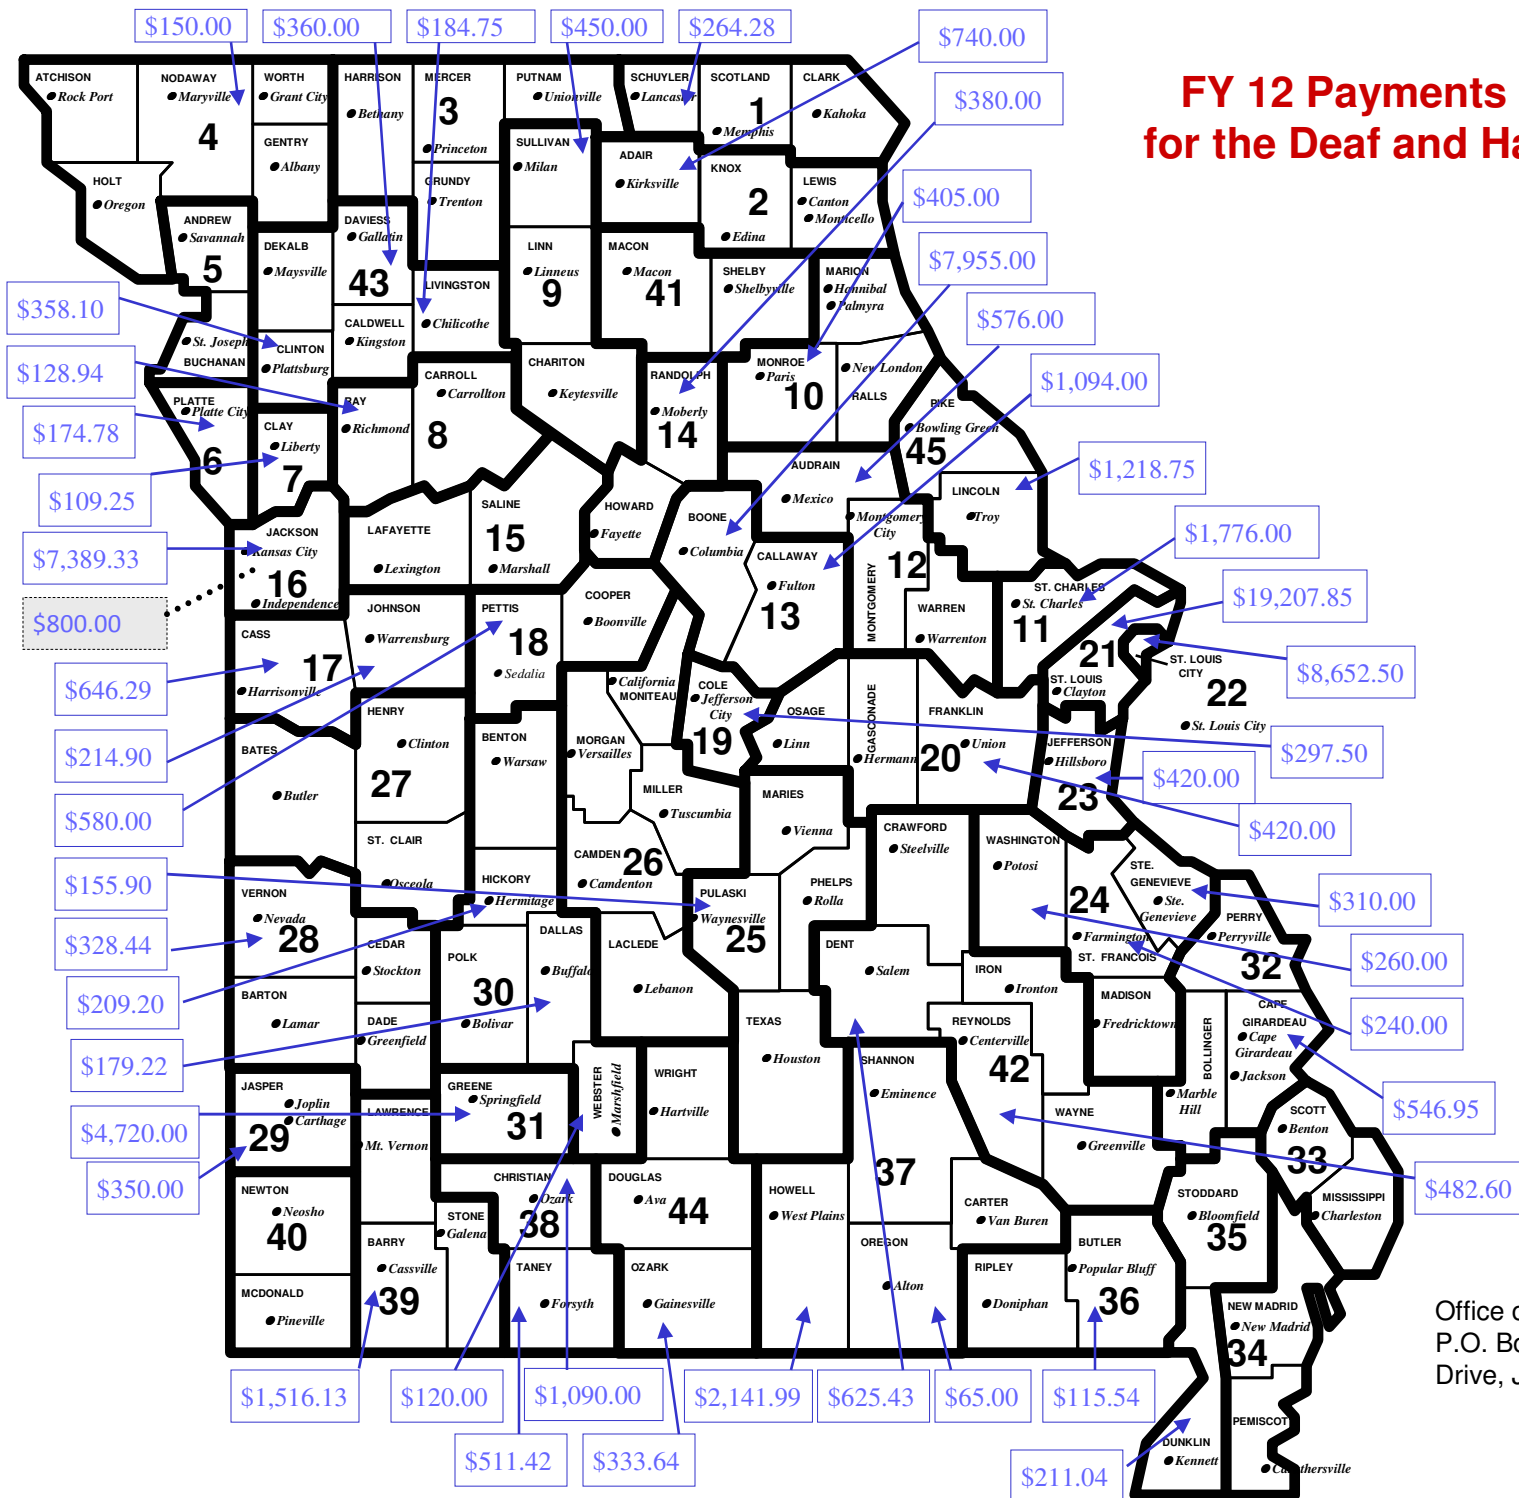 $150.00
$360.00
$184.75
$450.00
$264.28
$740.00
FY 12 Payments
for the Deaf and Ha
$380.00
$405.00
$7,955.00
$576.00
$1,094.00
$1,218.75
$1,776.00
$19,207.85
$8,652.50
$297.50
$420.00
$420.00
$310.00
$260.00
$240.00
$546.95
$482.60
$358.10
$128.94
$174.78
$109.25
$7,389.33
$800.00
$646.29
$214.90
$580.00
$155.90
$328.44
$209.20
$179.22
$4,720.00
$350.00
$1,516.13
$120.00
$1,090.00
$511.42
$333.64
$2,141.99
$625.43
$65.00
$115.54
$211.04
ATCHISON
Rock Port
NODAWAY
Maryville
4
WORTH
Grant City
HARRISON
Bethany
MERCER
3
Princeton
PUTNAM
Unionville
SCHUYLER
Lancaster
SCOTLAND
1
Memphis
CLARK
Kahoka
GENTRY
Albany
HOLT
Oregon
GRUNDY
Trenton
SULLIVAN
Milan
ADAIR
Kirksville
KNOX
2
Edina
LEWIS
Canton
Monticello
ANDREW
Savannah
5
DEKALB
Maysville
DAVIESS
Gallatin
43
LIVINGSTON
Chilicothe
LINN
Linneus
9
MACON
Macon
41
SHELBY
Shelbyville
MARION
Hannibal
Palmyra
St. Joseph
BUCHANAN
CLINTON
Plattsburg
CALDWELL
Kingston
CARROLL
Carrollton
8
CHARITON
Keytesville
RANDOLPH
Moberly
14
MONROE
Paris
10
New London
RALLS
PIKE
Bowling Green
45
PLATTE
Platte City
6
CLAY
Liberty
7
RAY
Richmond
AUDRAIN
Mexico
LINCOLN
Troy
JACKSON
Kansas City
16
Independence
LAFAYETTE
Lexington
SALINE
15
Marshall
HOWARD
Fayette
BOONE
Columbia
CALLAWAY
Fulton
13
Montgomery
City
12
MONTGOMERY
WARREN
Warrenton
ST. CHARLES
St. Charles
11
21
ST. LOUIS
Clayton
ST. LOUIS
CITY
22
St. Louis City
CASS
17
Harrisonville
JOHNSON
Warrensburg
PETTIS
18
Sedalia
COOPER
Boonville
California
MONITEAU
COLE
Jefferson
City
19
OSAGE
Linn
GASCONADE
Hermann
FRANKLIN
Union
20
JEFFERSON
Hillsboro
23
BATES
Butler
HENRY
Clinton
27
BENTON
Warsaw
MORGAN
Versailles
MILLER
Tuscumbia
MARIES
Vienna
ST. CLAIR
Osceola
HICKORY
Hermitage
CAMDEN
26
Camdenton
PULASKI
Waynesville
25
PHELPS
Rolla
CRAWFORD
Steelville
WASHINGTON
Potosi
24
Farmington
ST. FRANCOIS
STE.
GENEVIEVE
Ste.
Genevieve
PERRY
Perryville
32
VERNON
Nevada
28
CEDAR
Stockton
POLK
30
Bolivar
DALLAS
Buffalo
LACLEDE
Lebanon
DENT
Salem
IRON
Ironton
MADISON
Fredricktown
BOLLINGER
Marble
Hill
CAPE
GIRARDEAU
Cape
Girardeau
Jackson
BARTON
Lamar
DADE
Greenfield
TEXAS
Houston
REYNOLDS
Centerville
42
SHANNON
Eminence
37
WAYNE
Greenville
SCOTT
Benton
33
JASPER
Joplin
Carthage
29
LAWRENCE
Mt. Vernon
GREENE
Springfield
31
WEBSTER
Marshfield
WRIGHT
Hartville
NEWTON
Neosho
40
CHRISTIAN
Ozark
38
DOUGLAS
Ava
44
HOWELL
West Plains
CARTER
Van Buren
STODDARD
Bloomfield
35
MISSISSIPPI
Charleston
STONE
Galena
BARRY
Cassville
39
TANEY
Forsyth
OZARK
Gainesville
OREGON
Alton
RIPLEY
Doniphan
BUTLER
Popular Bluff
36
MCDONALD
Pineville
NEW MADRID
New Madrid
34
PEMISCOT
DUNKLIN
Kennett
Office o
P.O. Bo
Drive, J